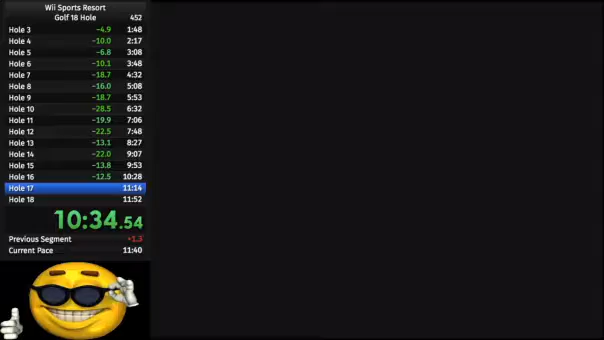 Wii Sports Resort
Golf 18 Hole 452
Hole 3 −4.9 1:48
Hole 4 −10.0 2:17
Hole 5 −6.8 3:08
Hole 6 −10.1 3:48
Hole 7 −18.7 4:32
Hole 8 −16.0 5:08
Hole 9 −18.7 5:53
Hole 10 −28.5 6:32
Hole 11 −19.9 7:06
Hole 12 −22.5 7:48
Hole 13 −13.1 8:27
Hole 14 −22.0 9:07
Hole 15 −13.8 9:53
Hole 16 −12.5 10:28
Hole 17 11:14
Hole 18 11:52
10:34.54
Previous Segment +1.3
Current Pace 11:40